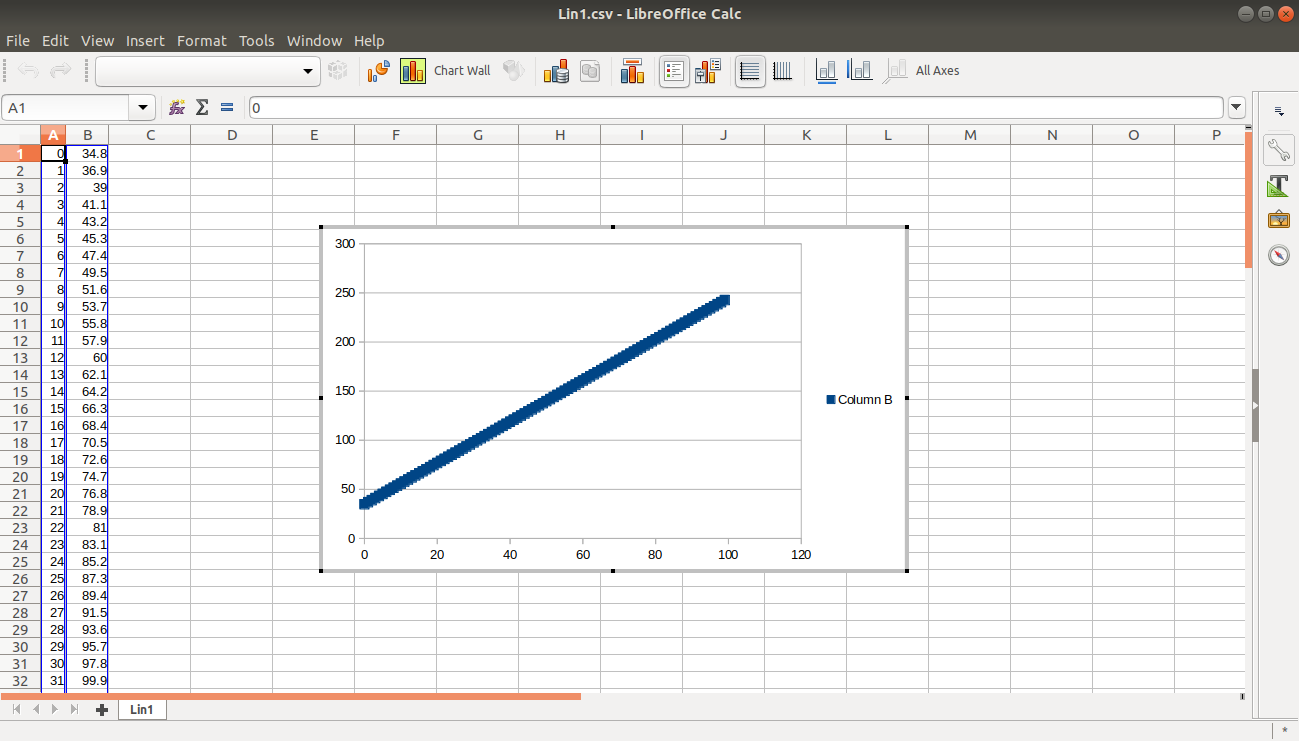 Lin1.csv - LibreOffice Calc
File Edit View Insert Format Tools Window Help
Chart Wall All Axes
A1 fx Σ = 0
A B C D E F G H I J K L M N O P
1 0 34.8
2 1 36.9
3 2 39
4 3 41.1
5 4 43.2
6 5 45.3
7 6 47.4
8 7 49.5
9 8 51.6
10 9 53.7
11 10 55.8
12 11 57.9
13 12 60
14 13 62.1
15 14 64.2
16 15 66.3
17 16 68.4
18 17 70.5
19 18 72.6
20 19 74.7
21 20 76.8
22 21 78.9
23 22 81
24 23 83.1
25 24 85.2
26 25 87.3
27 26 89.4
28 27 91.5
29 28 93.6
30 29 95.7
31 30 97.8
32 31 99.9
300
250
200
150
100
50
0
0 20 40 60 80 100 120
Column B
Lin1
*